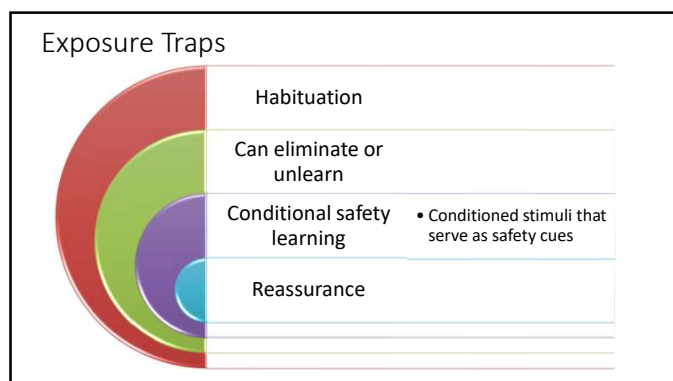 Exposure Traps
Habituation
Can eliminate or
unlearn
Conditional safety
learning
• Conditioned stimuli that
serve as safety cues
Reassurance